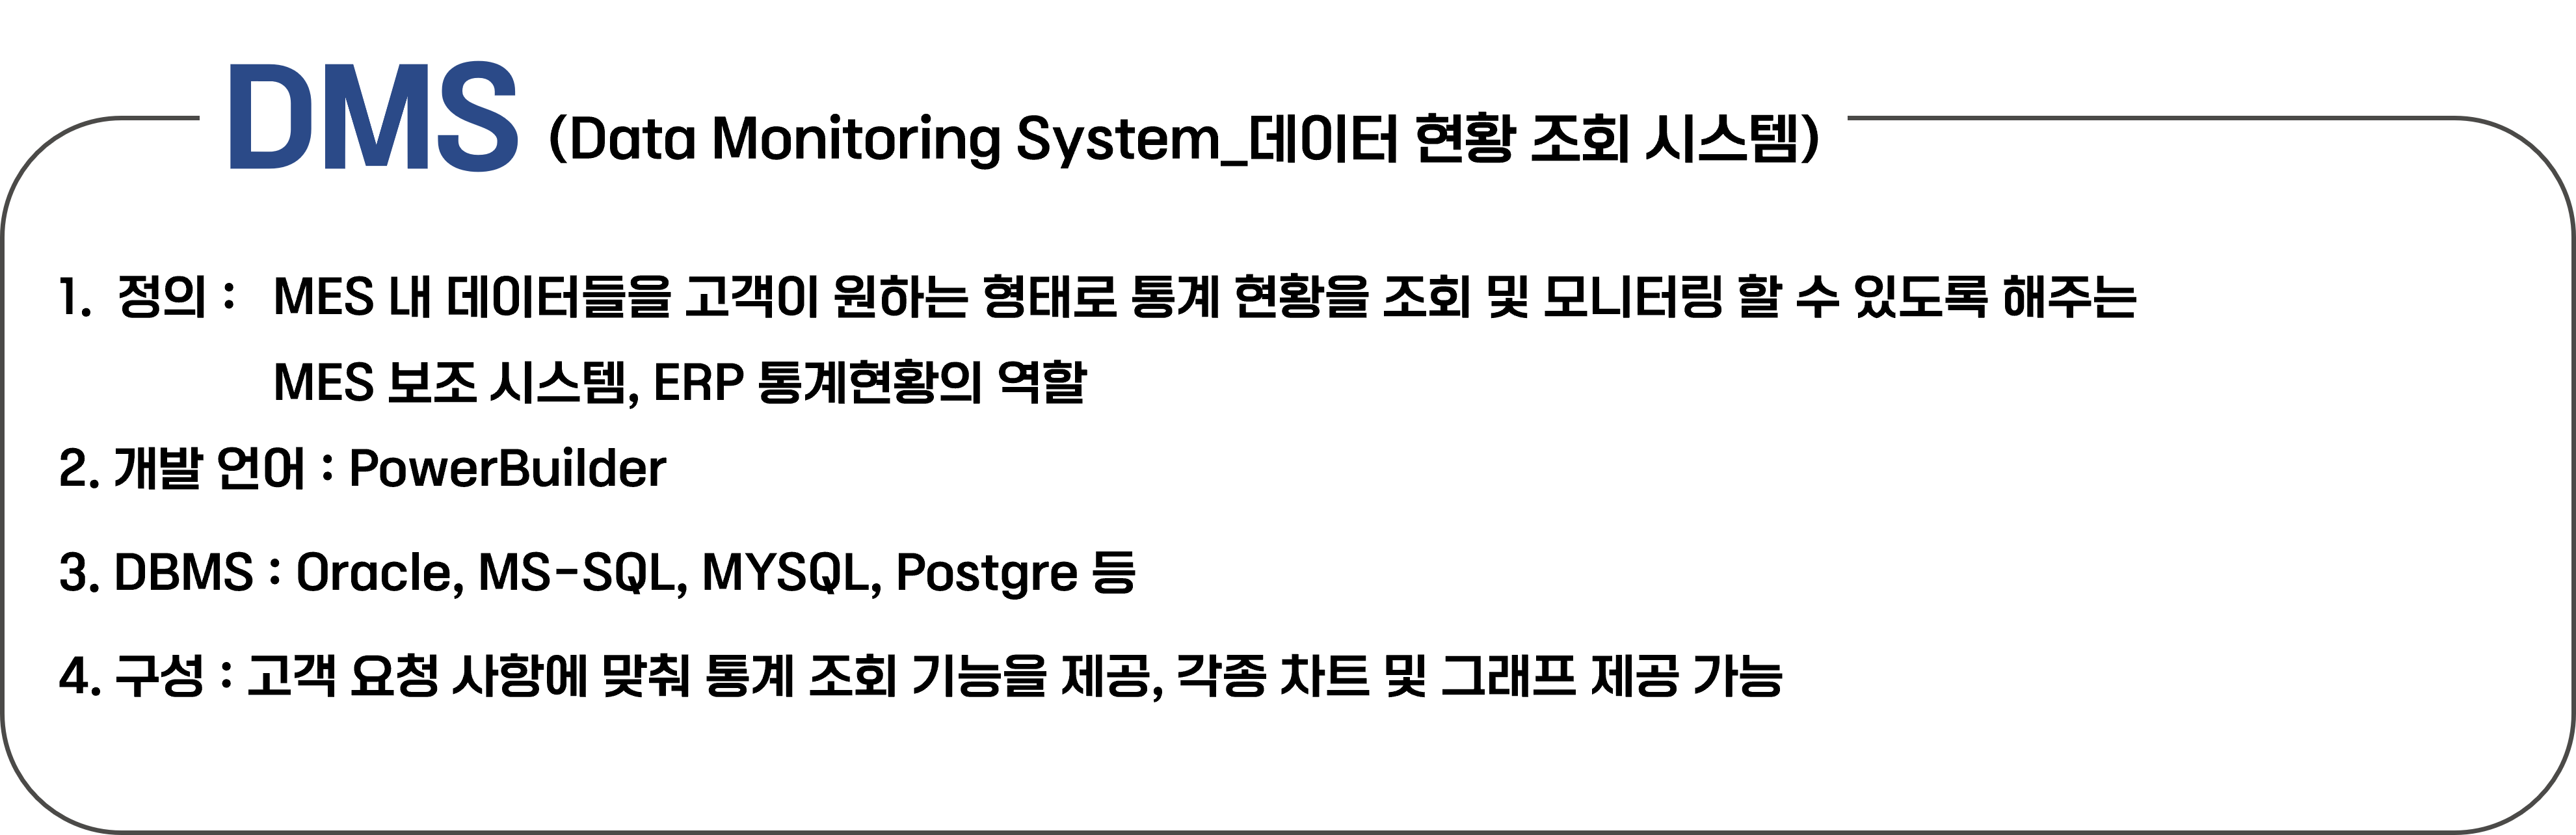 DMS (Data Monitoring System_데이터 현황 조회 시스템)
1. 정의 : MES 내 데이터들을 고객이 원하는 형태로 통계 현황을 조회 및 모니터링 할 수 있도록 해주는
MES 보조 시스템, ERP 통계현황의 역할
2. 개발 언어 : PowerBuilder
3. DBMS : Oracle, MS-SQL, MYSQL, Postgre 등
4. 구성 : 고객 요청 사항에 맞춰 통계 조회 기능을 제공, 각종 차트 및 그래프 제공 가능